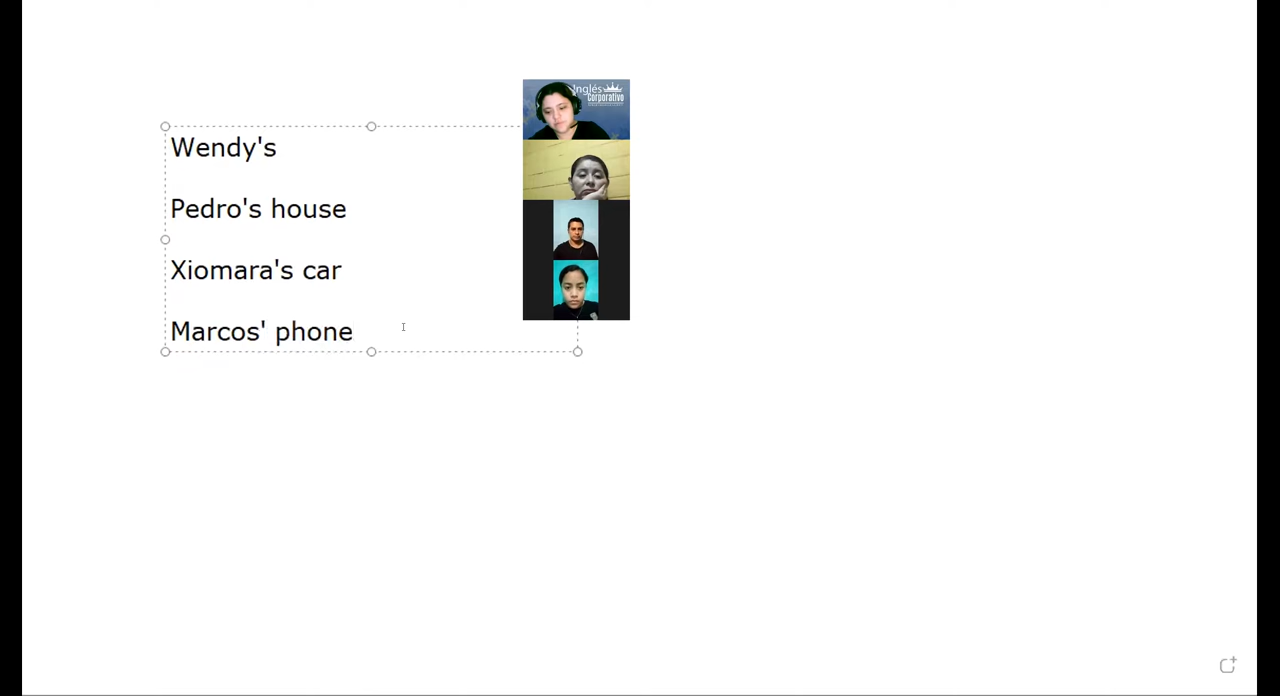 Wendy's
Pedro's house
Xiomara's car
Marcos' phone
Inglés
Corporativo